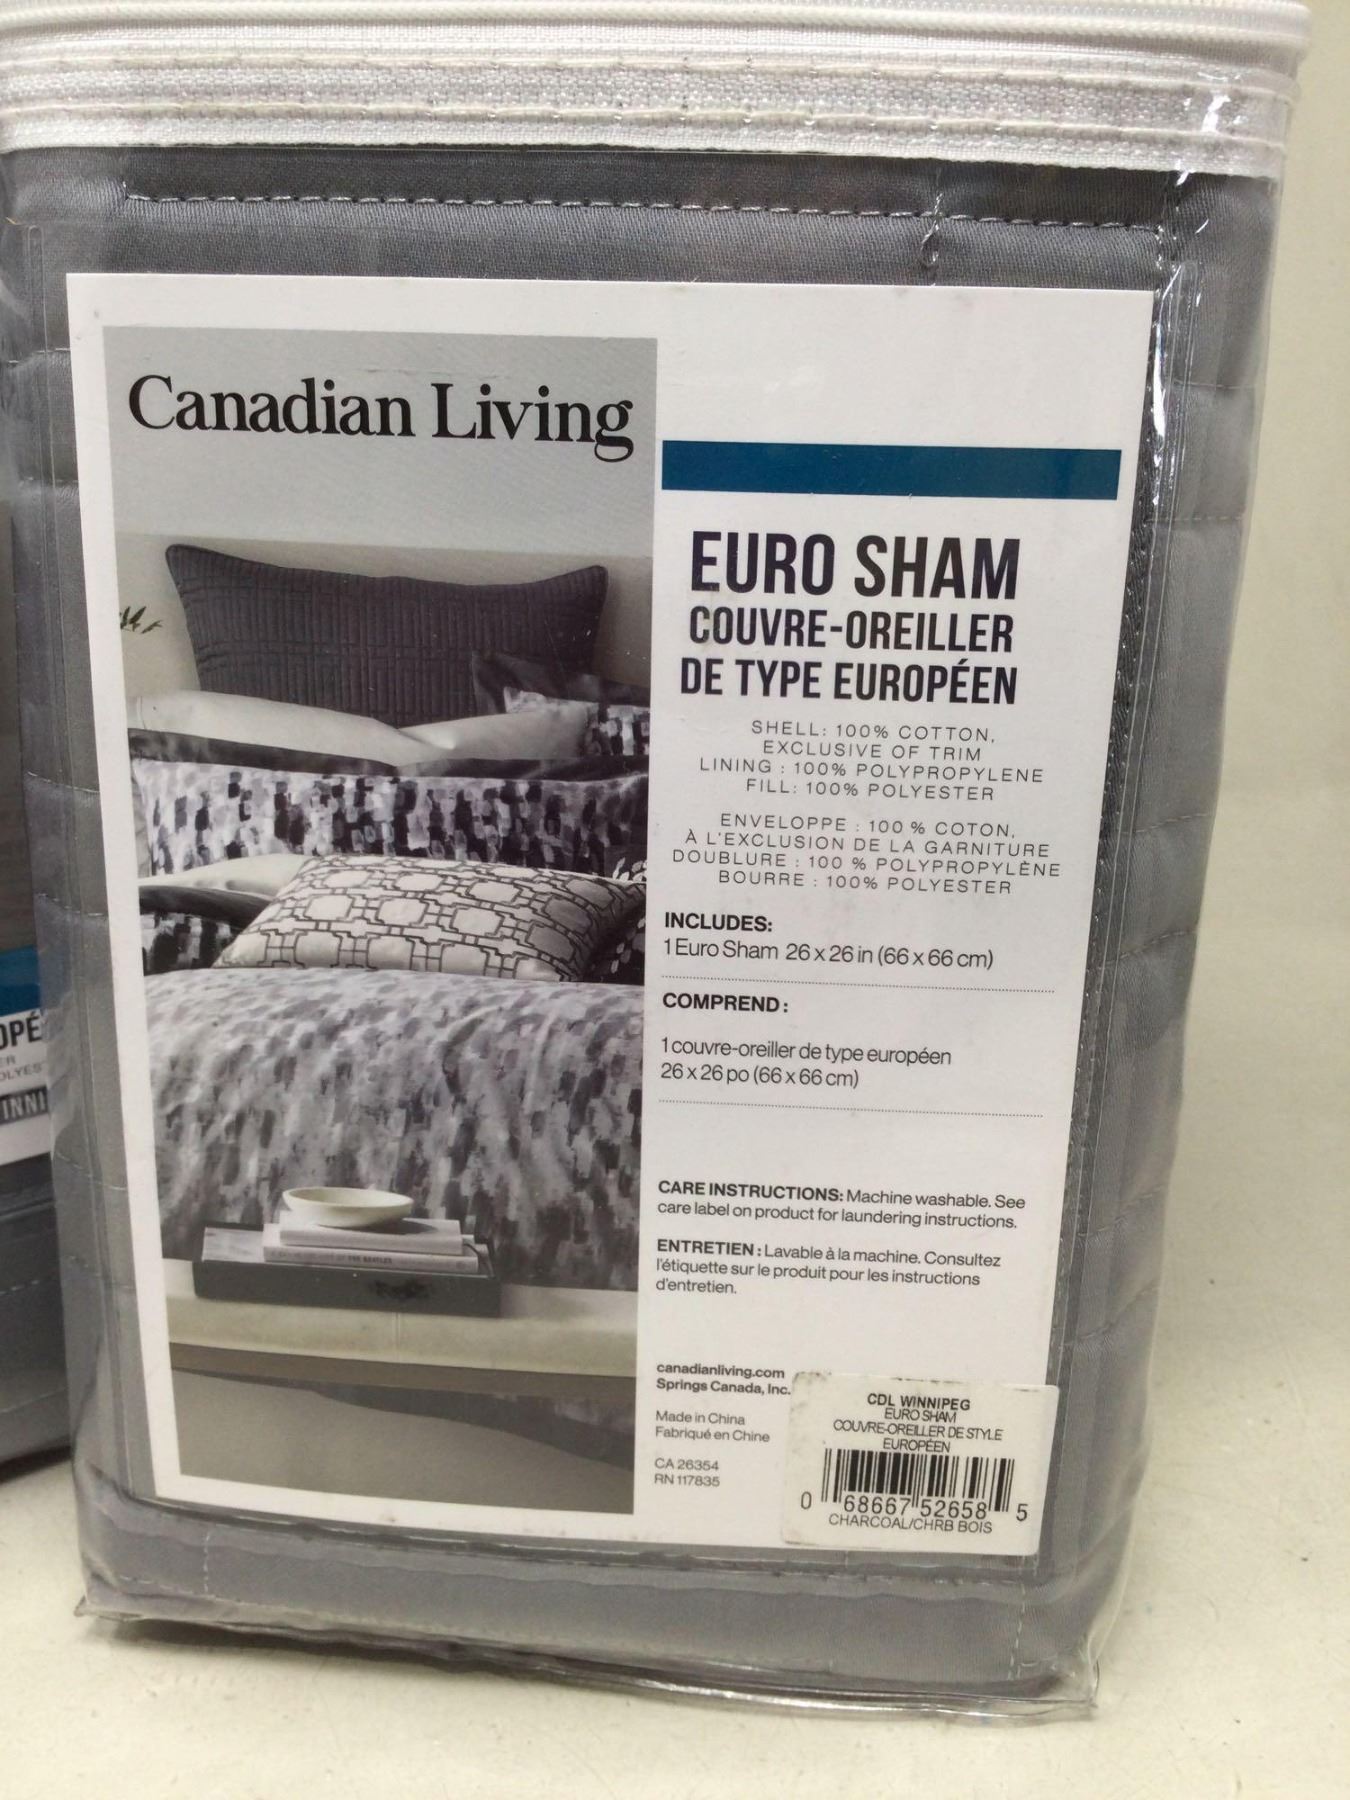 Canadian Living
EURO SHAM
COUVRE-OREILLER
DE TYPE EUROPÉEN
SHELL: 100% COTTON,
EXCLUSIVE OF TRIM
LINING : 100% POLYPROPYLENE
FILL: 100% POLYESTER
ENVELOPPE : 100 % COTON,
À L'EXCLUSION DE LA GARNITURE
DOUBLURE : 100 % POLYPROPYLÈNE
BOURRE : 100% POLYESTER
INCLUDES:
1 Euro Sham 26 x 26 in (66 x 66 cm)
COMPREND :
1 couvre-oreiller de type européen
26 x 26 po (66 x 66 cm)
CARE INSTRUCTIONS: Machine washable. See
care label on product for laundering instructions.
ENTRETIEN : Lavable à la machine. Consultez
l'étiquette sur le produit pour les instructions
d'entretien.
canadianliving.com
Springs Canada, Inc.
Made in China
Fabriqué en Chine
CA 26354
RN 117835
CDL WINNIPEG
EURO SHAM
COUVRE-OREILLER DE STYLE
EUROPÉEN
0 68667 52658 5
CHARCOAL/CHRB BOIS
OPÉ
ER
OLYES
INNI